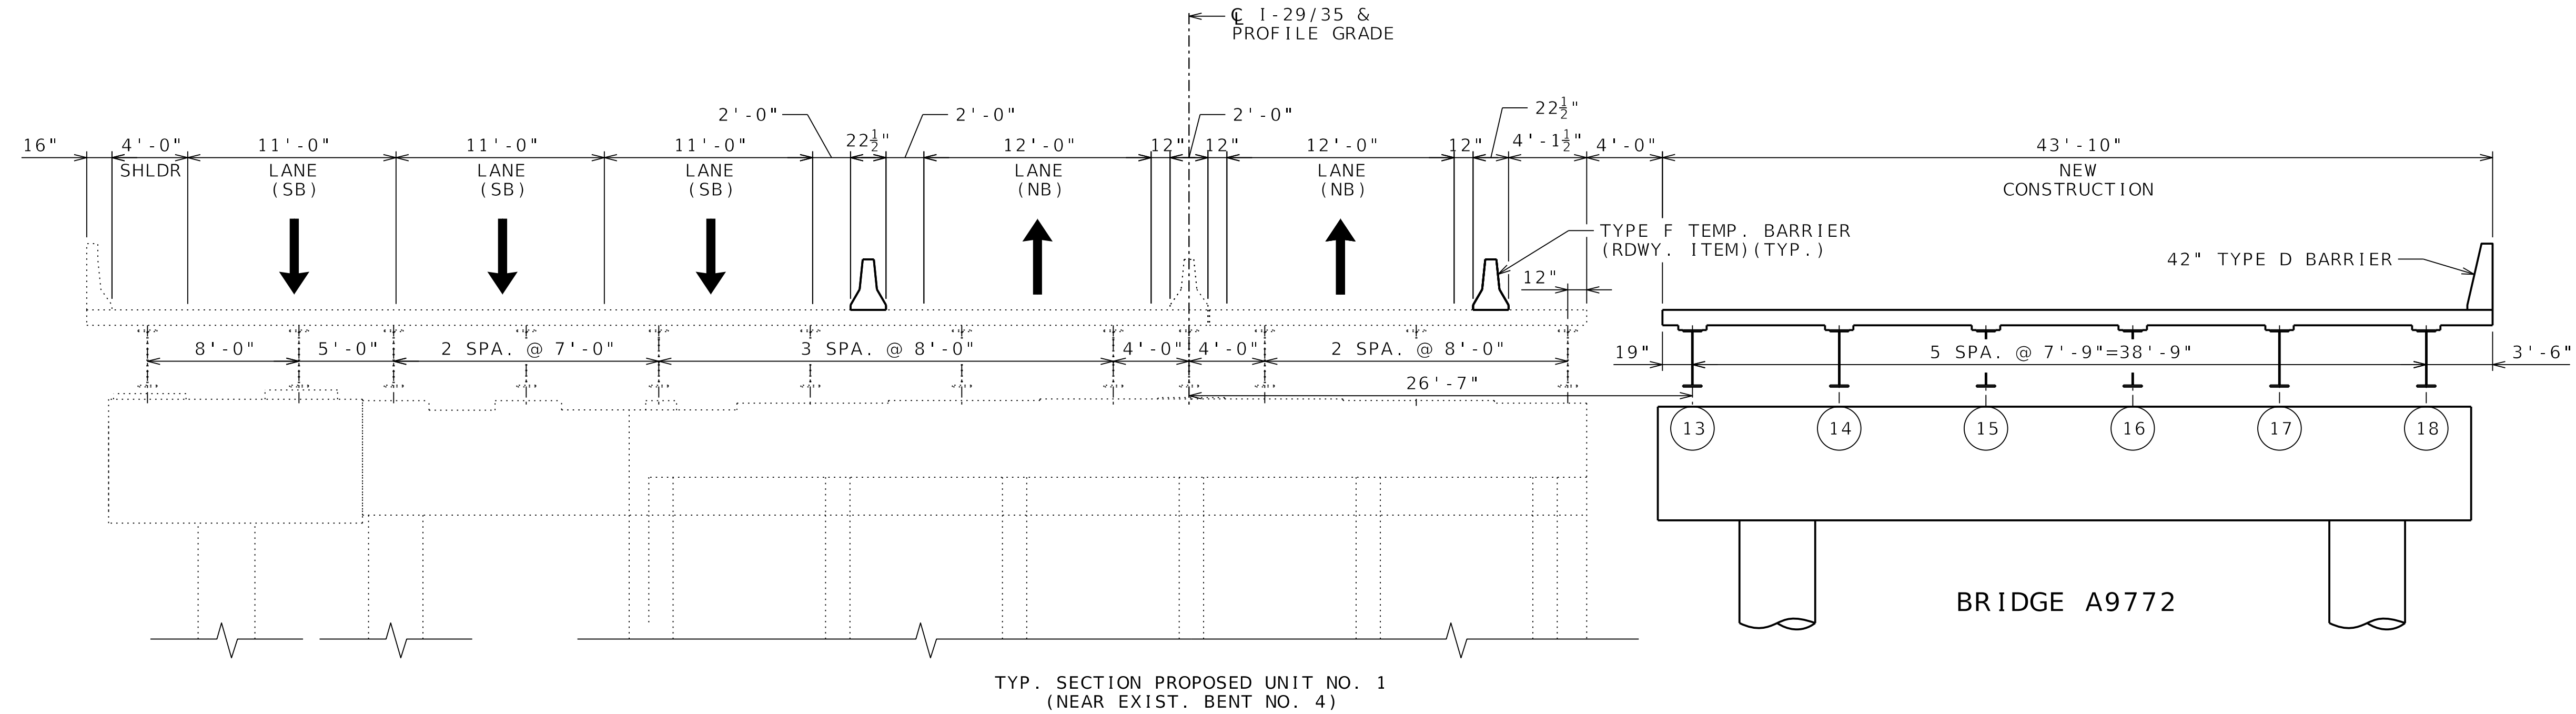 ℄ I-29/35 &
PROFILE GRADE
2'-0"
2'-0"
2'-0"
22½"
16"
4'-0"
11'-0"
11'-0"
11'-0"
22½"
12'-0"
12"
12"
12'-0"
12"
4'-1½"
4'-0"
43'-10"
SHLDR
LANE
(SB)
LANE
(SB)
LANE
(SB)
LANE
(NB)
LANE
(NB)
NEW
CONSTRUCTION
TYPE F TEMP. BARRIER
(RDWY. ITEM)(TYP.)
42" TYPE D BARRIER
12"
8'-0"
5'-0"
2 SPA. @ 7'-0"
3 SPA. @ 8'-0"
4'-0"
4'-0"
2 SPA. @ 8'-0"
19"
5 SPA. @ 7'-9"=38'-9"
3'-6"
26'-7"
13
14
15
16
17
18
BRIDGE A9772
TYP. SECTION PROPOSED UNIT NO. 1
(NEAR EXIST. BENT NO. 4)